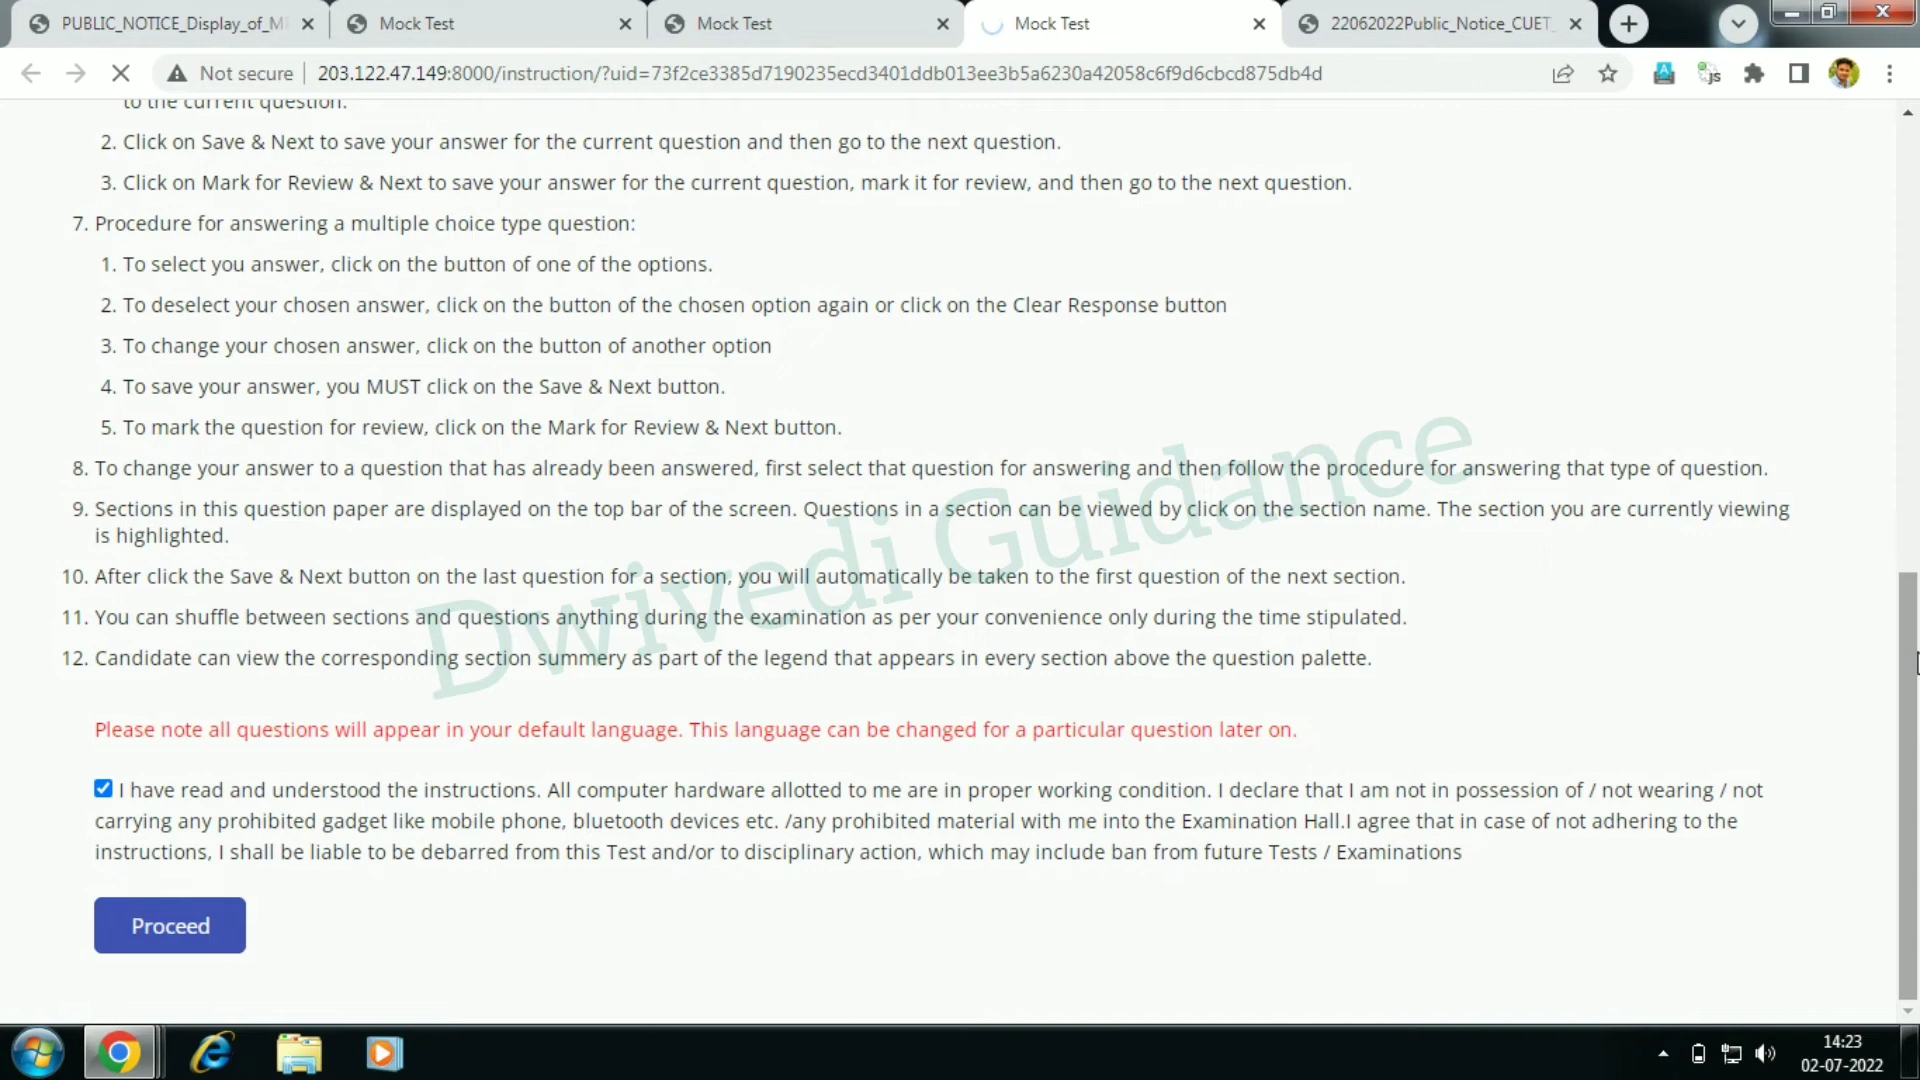 PUBLIC_NOTICE_Display_of_M
Mock Test
Mock Test
Mock Test
22062022Public_Notice_CUET_
Not secure
203.122.47.149:8000/instruction/?uid=73f2ce3385d7190235ecd3401ddb013ee3b5a6230a42058c6f9d6cbcd875db4d
to the current question.
2. Click on Save & Next to save your answer for the current question and then go to the next question.
3. Click on Mark for Review & Next to save your answer for the current question, mark it for review, and then go to the next question.
7. Procedure for answering a multiple choice type question:
1. To select you answer, click on the button of one of the options.
2. To deselect your chosen answer, click on the button of the chosen option again or click on the Clear Response button
3. To change your chosen answer, click on the button of another option
4. To save your answer, you MUST click on the Save & Next button.
5. To mark the question for review, click on the Mark for Review & Next button.
8. To change your answer to a question that has already been answered, first select that question for answering and then follow the procedure for answering that type of question.
9. Sections in this question paper are displayed on the top bar of the screen. Questions in a section can be viewed by click on the section name. The section you are currently viewing
is highlighted.
10. After click the Save & Next button on the last question for a section, you will automatically be taken to the first question of the next section.
11. You can shuffle between sections and questions anything during the examination as per your convenience only during the time stipulated.
12. Candidate can view the corresponding section summery as part of the legend that appears in every section above the question palette.
Dwivedi Guidance
Please note all questions will appear in your default language. This language can be changed for a particular question later on.
I have read and understood the instructions. All computer hardware allotted to me are in proper working condition. I declare that I am not in possession of / not wearing / not
carrying any prohibited gadget like mobile phone, bluetooth devices etc. /any prohibited material with me into the Examination Hall.I agree that in case of not adhering to the
instructions, I shall be liable to be debarred from this Test and/or to disciplinary action, which may include ban from future Tests / Examinations
Proceed
14:23
02-07-2022